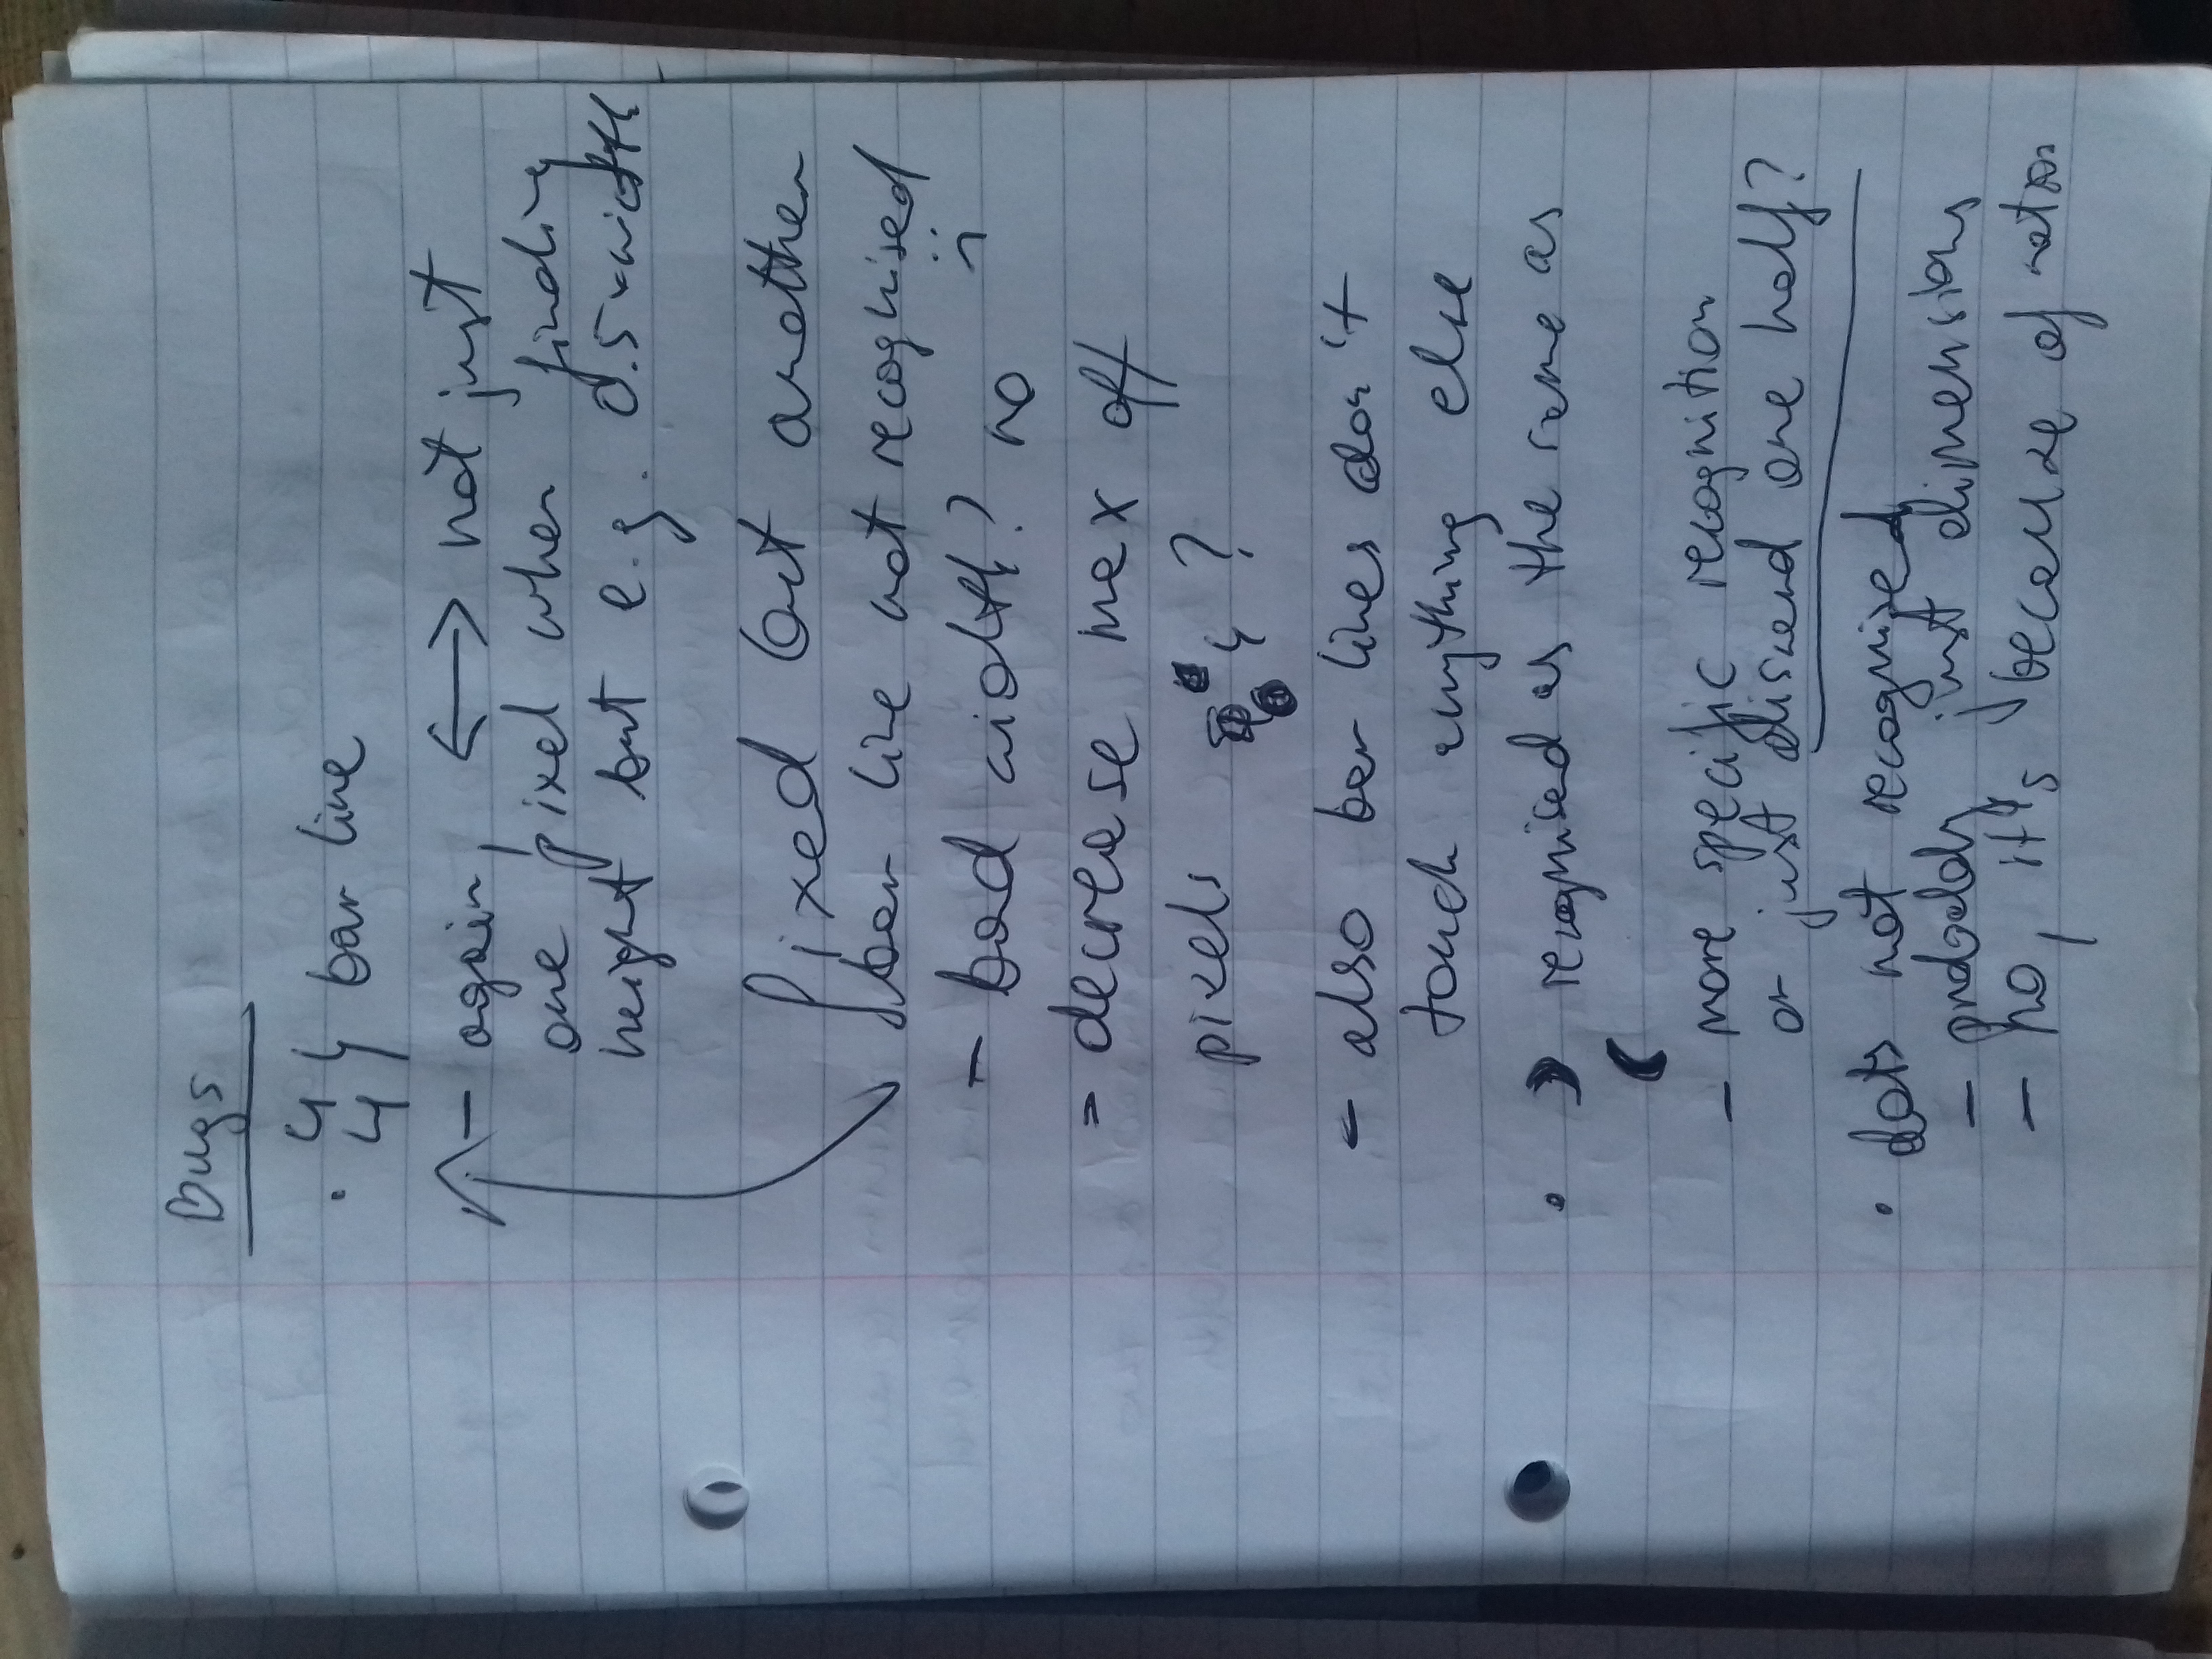 Bugs
· 4 bar line
4
– again, ⟷ not just
one pixel when finding
height but e.g. 0.5 × width
fixed but another
bar line not recognised
– bad width? no
– decrease max off
pixels ?
– also bar lines don't
touch anything else
· recognised as the same as
– more specific recognition
or just discard one half?
· dots not recognised
– probably just dimensions
– no, it's because of ratios